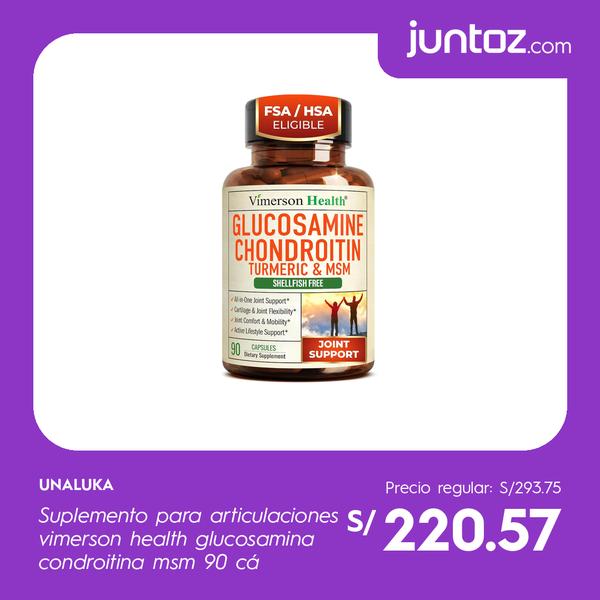 juntoz.com
FSA / HSA
ELIGIBLE
Vimerson Health®
GLUCOSAMINE
CHONDROITIN
TURMERIC & MSM
SHELLFISH FREE
All-in-One Joint Support*
Cartilage & Joint Flexibility*
Joint Comfort & Mobility*
Active Lifestyle Support*
90 CAPSULES
Dietary Supplement
JOINT
SUPPORT
UNALUKA
Suplemento para articulaciones
vimerson health glucosamina
condroitina msm 90 cá
Precio regular: S/293.75
S/ 220.57